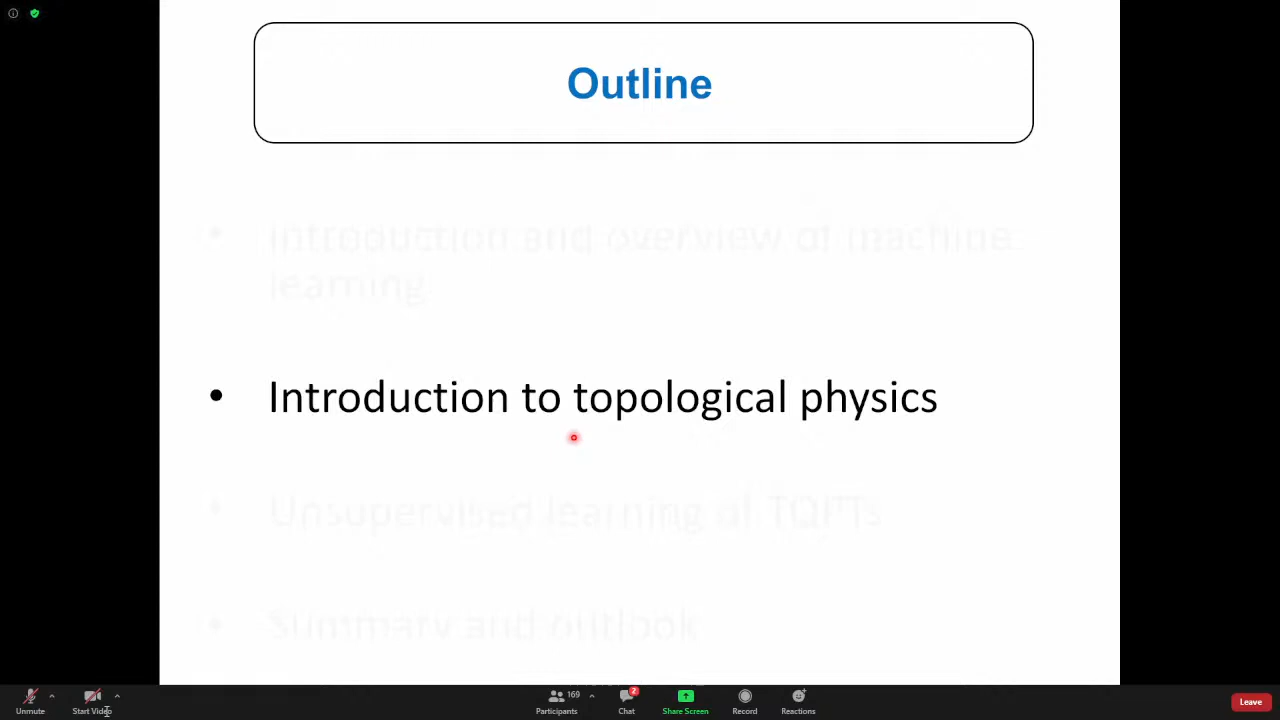 Outline
• Introduction and overview of machine
learning
• Introduction to topological physics
• Unsupervised learning of TQPTs
• Summary and outlook
Unmute
Start Video
169
Participants
2
Chat
Share Screen
Record
Reactions
Leave